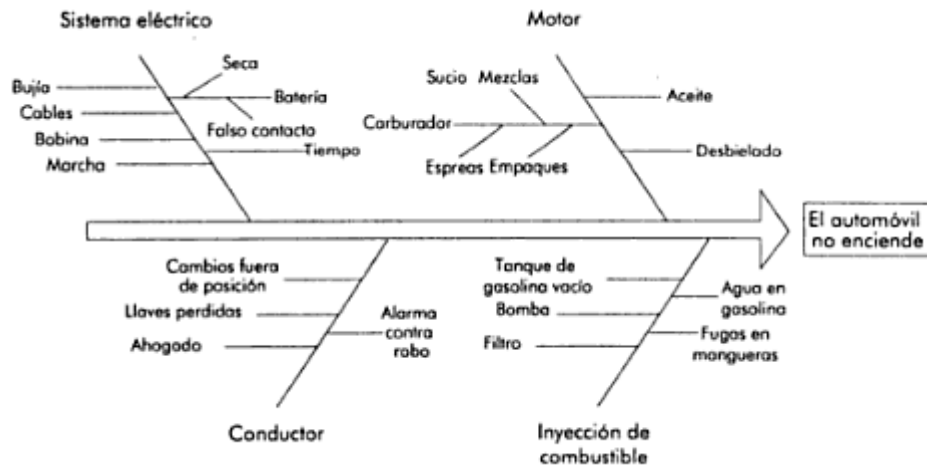 Sistema eléctrico
Motor
Seca
Bujía
Batería
Cables
Falso contacto
Bobina
Tiempo
Marcha
Sucio Mezclas
Aceite
Carburador
Espreas Empaques
Desbielado
El automóvil
no enciende
Cambios fuera
de posición
Llaves perdidas
Alarma
contra
robo
Ahogado
Tanque de
gasolina vacío
Agua en
gasolina
Bomba
Fugas en
mangueras
Filtro
Conductor
Inyección de
combustible